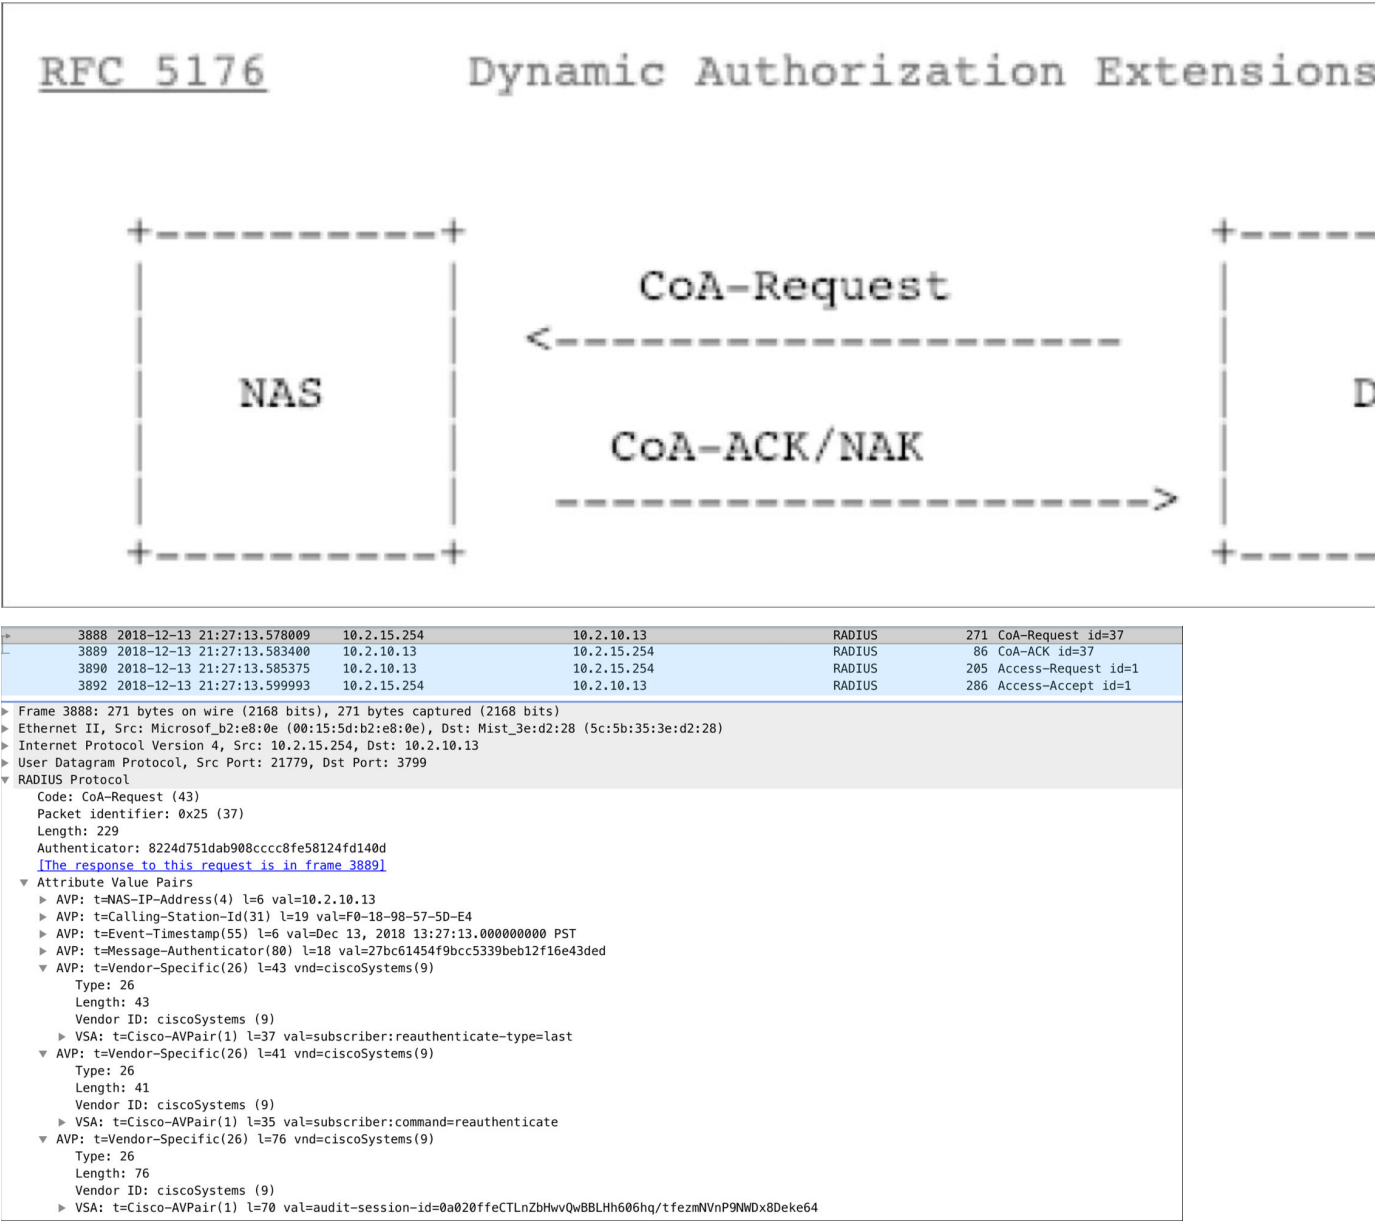 RFC 5176 Dynamic Authorization Extensions
+-----------+ +----
CoA-Request
<--------------------
NAS D
CoA-ACK/NAK
--------------------->
+-----------+ +----
3888 2018-12-13 21:27:13.578009 10.2.15.254 10.2.10.13 RADIUS 271 CoA-Request id=37
3889 2018-12-13 21:27:13.583400 10.2.10.13 10.2.15.254 RADIUS 86 CoA-ACK id=37
3890 2018-12-13 21:27:13.585375 10.2.10.13 10.2.15.254 RADIUS 205 Access-Request id=1
3892 2018-12-13 21:27:13.599993 10.2.15.254 10.2.10.13 RADIUS 286 Access-Accept id=1
Frame 3888: 271 bytes on wire (2168 bits), 271 bytes captured (2168 bits)
Ethernet II, Src: Microsof_b2:e8:0e (00:15:5d:b2:e8:0e), Dst: Mist_3e:d2:28 (5c:5b:35:3e:d2:28)
Internet Protocol Version 4, Src: 10.2.15.254, Dst: 10.2.10.13
User Datagram Protocol, Src Port: 21779, Dst Port: 3799
RADIUS Protocol
Code: CoA-Request (43)
Packet identifier: 0x25 (37)
Length: 229
Authenticator: 8224d751dab908cccc8fe58124fd140d
[The response to this request is in frame 3889]
Attribute Value Pairs
AVP: t=NAS-IP-Address(4) l=6 val=10.2.10.13
AVP: t=Calling-Station-Id(31) l=19 val=F0-18-98-57-5D-E4
AVP: t=Event-Timestamp(55) l=6 val=Dec 13, 2018 13:27:13.000000000 PST
AVP: t=Message-Authenticator(80) l=18 val=27bc61454f9bcc5339beb12f16e43ded
AVP: t=Vendor-Specific(26) l=43 vnd=ciscoSystems(9)
Type: 26
Length: 43
Vendor ID: ciscoSystems (9)
VSA: t=Cisco-AVPair(1) l=37 val=subscriber:reauthenticate-type=last
AVP: t=Vendor-Specific(26) l=41 vnd=ciscoSystems(9)
Type: 26
Length: 41
Vendor ID: ciscoSystems (9)
VSA: t=Cisco-AVPair(1) l=35 val=subscriber:command=reauthenticate
AVP: t=Vendor-Specific(26) l=76 vnd=ciscoSystems(9)
Type: 26
Length: 76
Vendor ID: ciscoSystems (9)
VSA: t=Cisco-AVPair(1) l=70 val=audit-session-id=0a020ffeCTLnZbHwvQwBBLHh606hq/tfezmNVnP9NWDx8Deke64